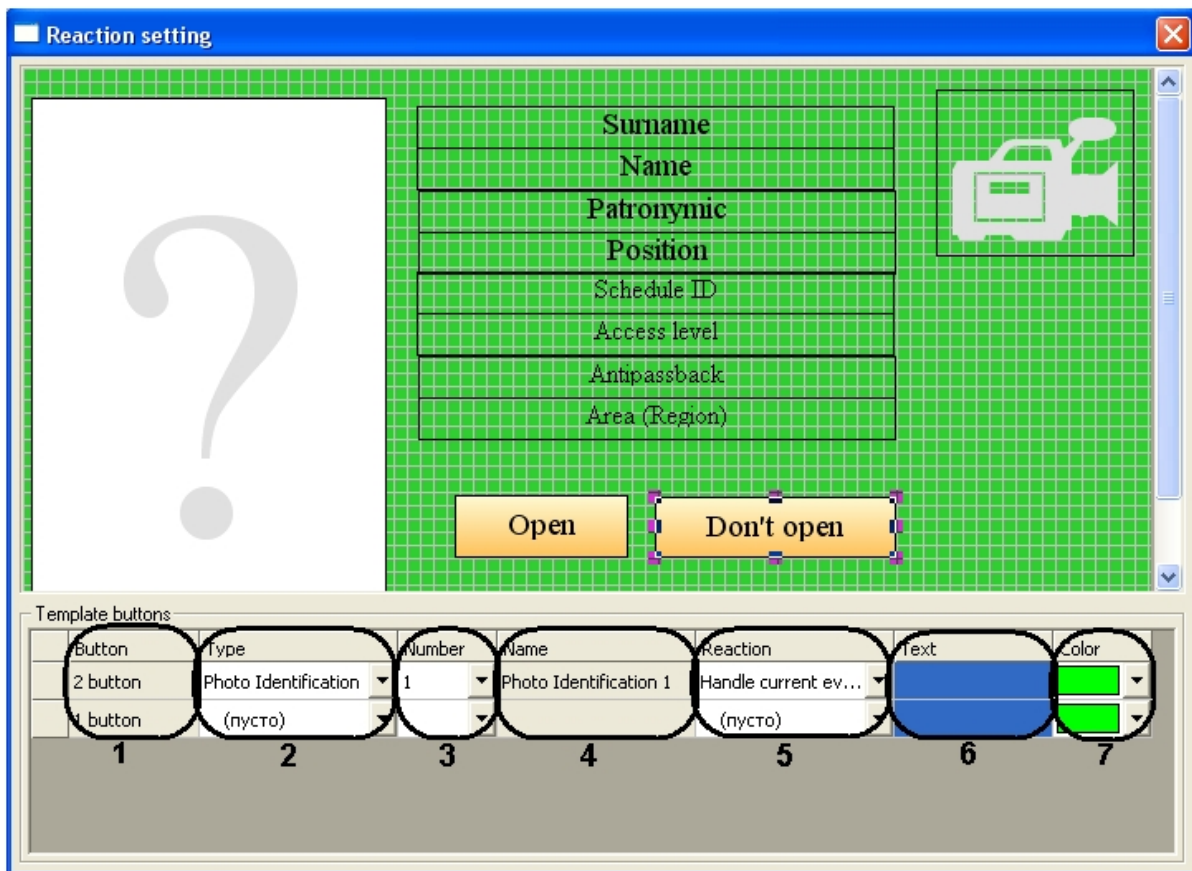 Reaction setting
?
Surname
Name
Patronymic
Position
Schedule ID
Access level
Antipassback
Area (Region)
Open Don't open
Template buttons
Button Type Number Name Reaction Text Color
2 button Photo Identification 1 Photo Identification 1 Handle current ev...
1 button (пусто) (пусто)
1 2 3 4 5 6 7